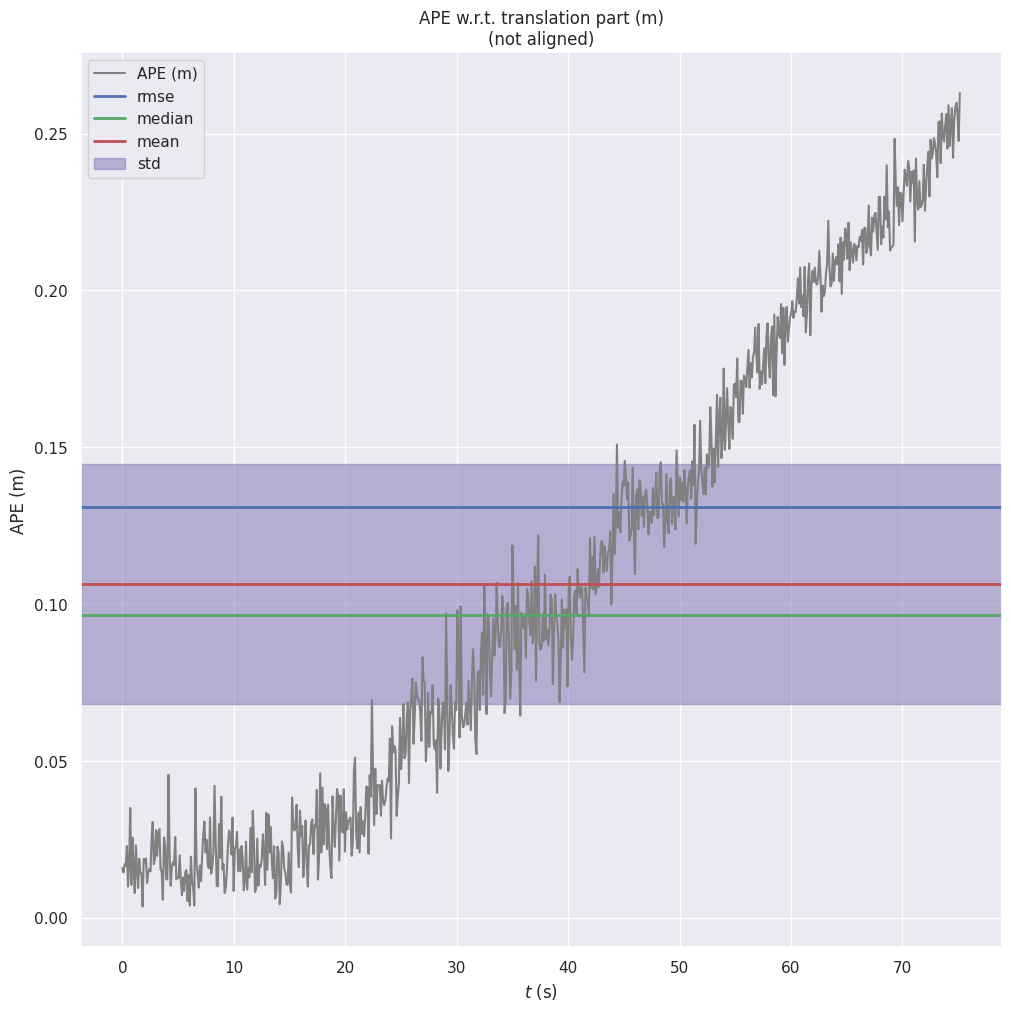 APE w.r.t. translation part (m)
(not aligned)
APE (m)
rmse
median
mean
std
APE (m)
0.25
0.20
0.15
0.10
0.05
0.00
0 10 20 30 40 50 60 70
t (s)